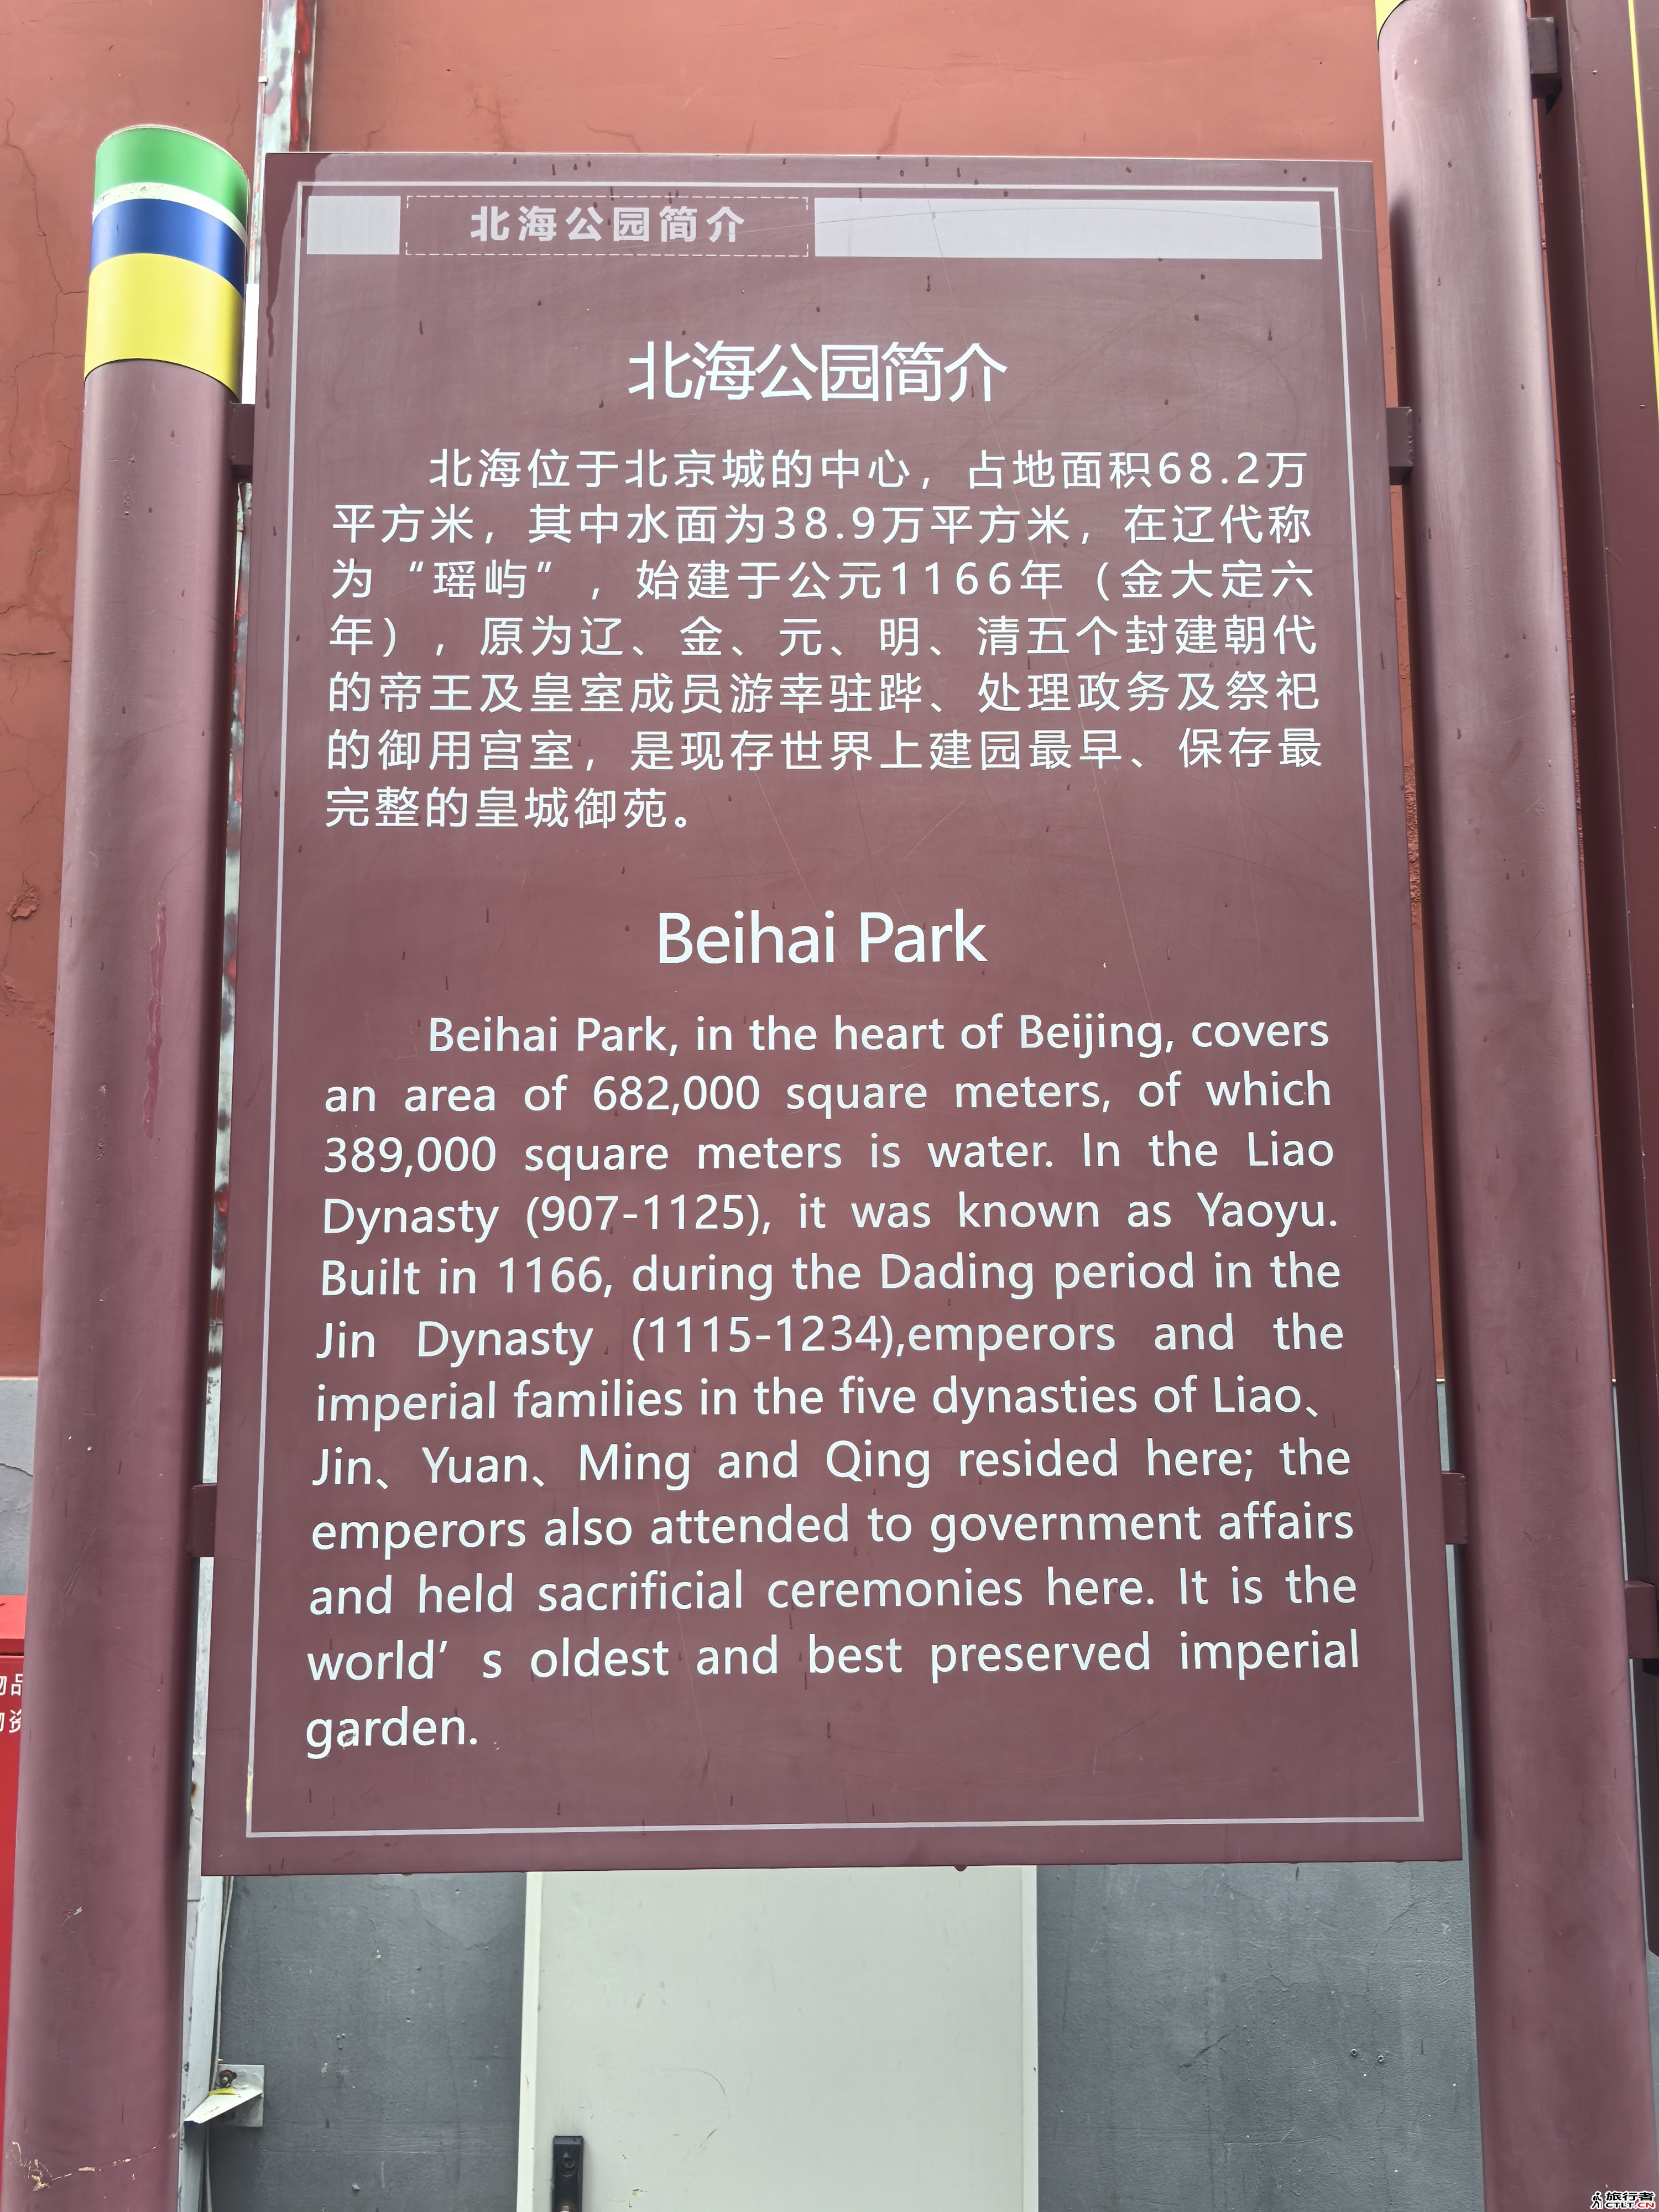 北海公园简介
北海公园简介
北海位于北京城的中心，占地面积68.2万
平方米，其中水面为38.9万平方米，在辽代称
为“瑶屿”，始建于公元1166年（金大定六
年），原为辽、金、元、明、清五个封建朝代
的帝王及皇室成员游幸驻跸、处理政务及祭祀
的御用宫室，是现存世界上建园最早、保存最
完整的皇城御苑。
Beihai Park
Beihai Park, in the heart of Beijing, covers
an area of 682,000 square meters, of which
389,000 square meters is water. In the Liao
Dynasty (907-1125), it was known as Yaoyu.
Built in 1166, during the Dading period in the
Jin Dynasty (1115-1234),emperors and the
imperial families in the five dynasties of Liao、
Jin、Yuan、Ming and Qing resided here; the
emperors also attended to government affairs
and held sacrificial ceremonies here. It is the
world’ s oldest and best preserved imperial
garden.
物品
旅行者
CTLT.CN